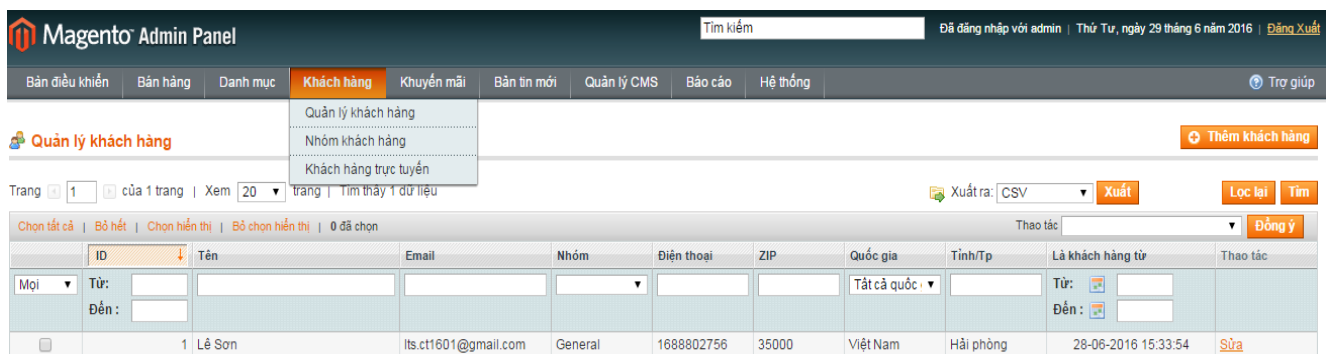 Magento Admin Panel
Tìm kiếm
Đã đăng nhập với admin | Thứ Tư, ngày 29 tháng 6 năm 2016 | Đăng Xuất
Bản điều khiển Bán hàng Danh mục Khách hàng Khuyến mãi Bản tin mới Quản lý CMS Báo cáo Hệ thống Trợ giúp
Quản lý khách hàng
Nhóm khách hàng
Khách hàng trực tuyến
Quản lý khách hàng
Thêm khách hàng
Trang 1 của 1 trang | Xem 20 trang | Tìm thấy 1 dữ liệu
Xuất ra: CSV Xuất Lọc lại Tìm
Chọn tất cả | Bỏ hết | Chọn hiển thị | Bỏ chọn hiển thị | 0 đã chọn
Thao tác Đồng ý
ID Tên Email Nhóm Điện thoại ZIP Quốc gia Tỉnh/Tp Là khách hàng từ Thao tác
Mọi Từ: Tất cả quốc Từ:
Đến : Đến :
1 Lê Sơn lts.ct1601@gmail.com General 1688802756 35000 Việt Nam Hải phòng 28-06-2016 15:33:54 Sửa